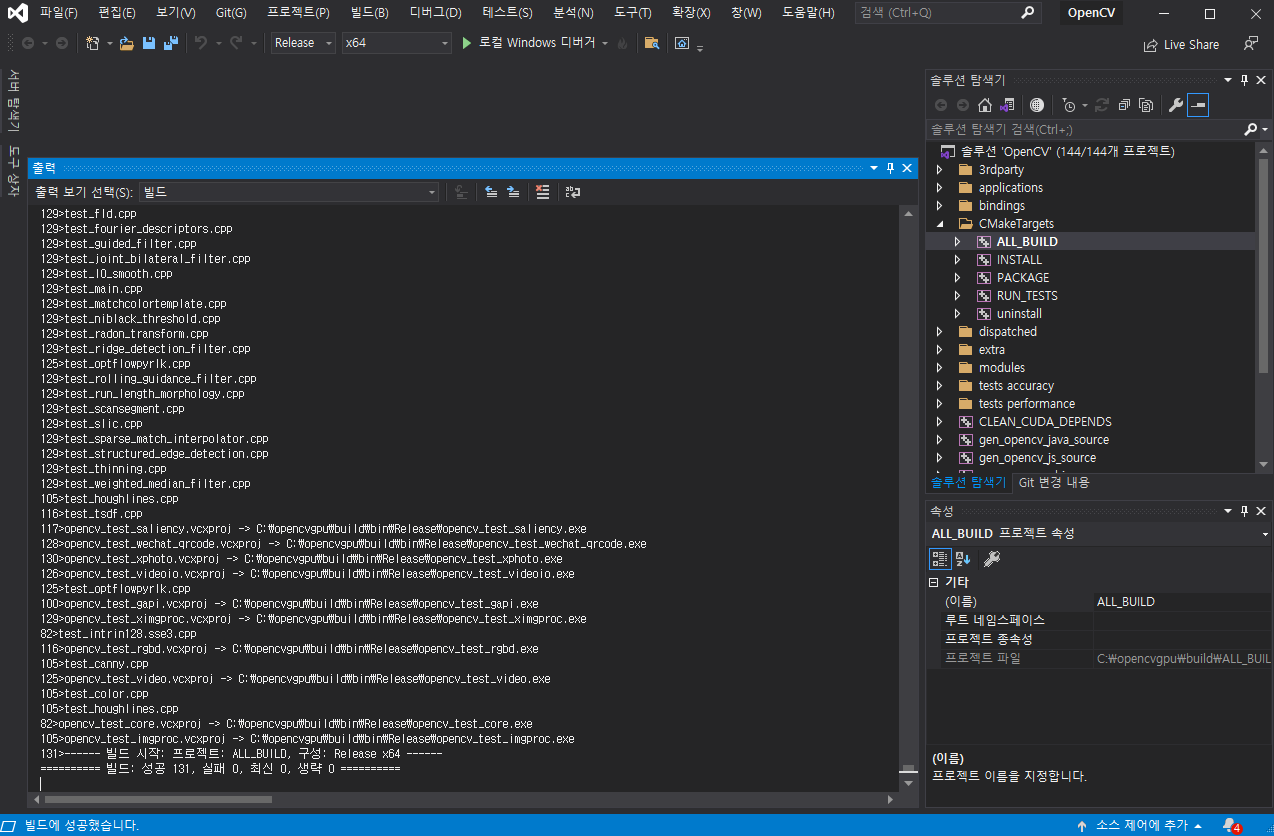 파일(F) 편집(E) 보기(V) Git(G) 프로젝트(P) 빌드(B) 디버그(D) 테스트(S) 분석(N) 도구(T) 확장(X) 창(W) 도움말(H) 검색 (Ctrl+Q) OpenCV
Release x64 로컬 Windows 디버거 Live Share
서버 탐색기
도구 상자
출력
출력 보기 선택(S): 빌드
129>test_fld.cpp
129>test_fourier_descriptors.cpp
129>test_guided_filter.cpp
129>test_joint_bilateral_filter.cpp
129>test_l0_smooth.cpp
129>test_main.cpp
129>test_matchcolortemplate.cpp
129>test_niblack_threshold.cpp
129>test_radon_transform.cpp
129>test_ridge_detection_filter.cpp
125>test_optflowpyrlk.cpp
129>test_rolling_guidance_filter.cpp
129>test_run_length_morphology.cpp
129>test_scansegment.cpp
129>test_slic.cpp
129>test_sparse_match_interpolator.cpp
129>test_structured_edge_detection.cpp
129>test_thinning.cpp
129>test_weighted_median_filter.cpp
105>test_houghlines.cpp
116>test_tsdf.cpp
117>opencv_test_saliency.vcxproj -> C:₩opencvgpu₩build₩bin₩Release₩opencv_test_saliency.exe
128>opencv_test_wechat_qrcode.vcxproj -> C:₩opencvgpu₩build₩bin₩Release₩opencv_test_wechat_qrcode.exe
130>opencv_test_xphoto.vcxproj -> C:₩opencvgpu₩build₩bin₩Release₩opencv_test_xphoto.exe
126>opencv_test_videoio.vcxproj -> C:₩opencvgpu₩build₩bin₩Release₩opencv_test_videoio.exe
125>test_optflowpyrlk.cpp
100>opencv_test_gapi.vcxproj -> C:₩opencvgpu₩build₩bin₩Release₩opencv_test_gapi.exe
129>opencv_test_ximgproc.vcxproj -> C:₩opencvgpu₩build₩bin₩Release₩opencv_test_ximgproc.exe
82>test_intrin128.sse3.cpp
116>opencv_test_rgbd.vcxproj -> C:₩opencvgpu₩build₩bin₩Release₩opencv_test_rgbd.exe
105>test_canny.cpp
125>opencv_test_video.vcxproj -> C:₩opencvgpu₩build₩bin₩Release₩opencv_test_video.exe
105>test_color.cpp
105>test_houghlines.cpp
82>opencv_test_core.vcxproj -> C:₩opencvgpu₩build₩bin₩Release₩opencv_test_core.exe
105>opencv_test_imgproc.vcxproj -> C:₩opencvgpu₩build₩bin₩Release₩opencv_test_imgproc.exe
131>------ 빌드 시작: 프로젝트: ALL_BUILD, 구성: Release x64 ------
========== 빌드: 성공 131, 실패 0, 최신 0, 생략 0 ==========
솔루션 탐색기
솔루션 탐색기 검색(Ctrl+;)
솔루션 'OpenCV' (144/144개 프로젝트)
3rdparty
applications
bindings
CMakeTargets
ALL_BUILD
INSTALL
PACKAGE
RUN_TESTS
uninstall
dispatched
extra
modules
tests accuracy
tests performance
CLEAN_CUDA_DEPENDS
gen_opencv_java_source
gen_opencv_js_source
솔루션 탐색기 Git 변경 내용
속성
ALL_BUILD 프로젝트 속성
기타
(이름) ALL_BUILD
루트 네임스페이스
프로젝트 종속성
프로젝트 파일 C:₩opencvgpu₩build₩ALL_BUIL
(이름)
프로젝트 이름을 지정합니다.
빌드에 성공했습니다. 소스 제어에 추가 4